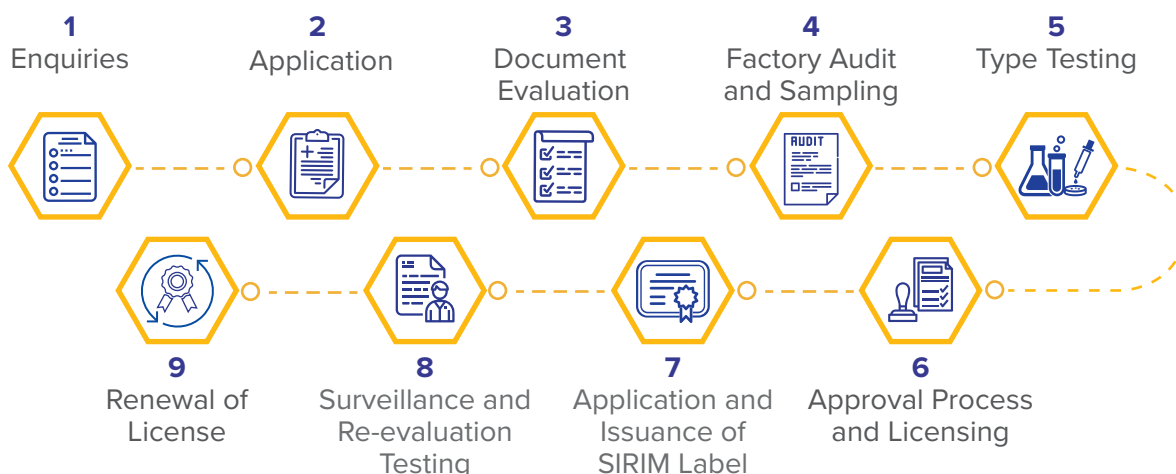 1
Enquiries
2
Application
3
Document
Evaluation
4
Factory Audit
and Sampling
5
Type Testing
AUDIT
9
Renewal of
License
8
Surveillance and
Re-evaluation
Testing
7
Application and
Issuance of
SIRIM Label
6
Approval Process
and Licensing